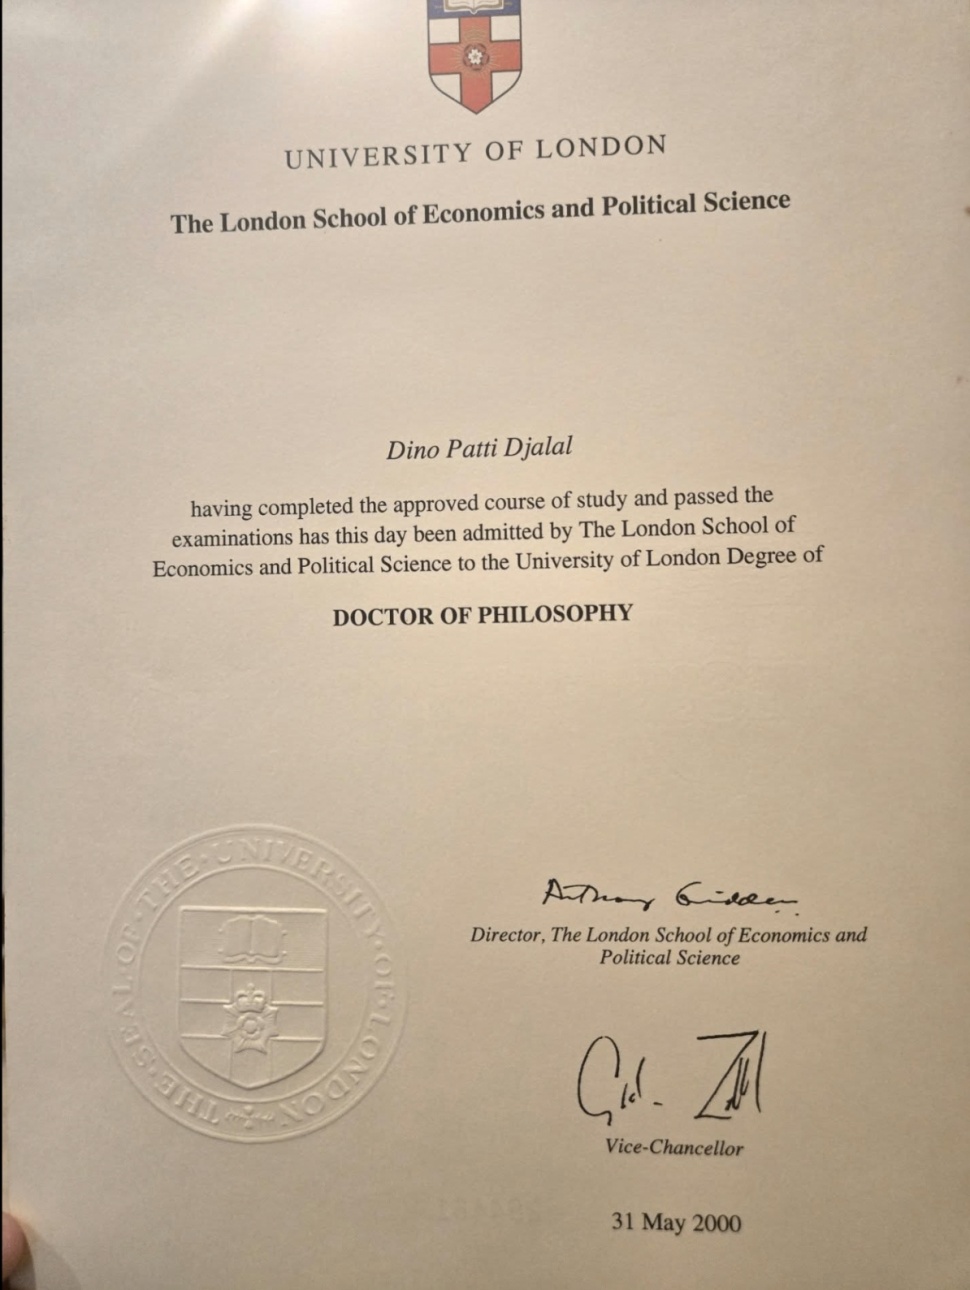 UNIVERSITY OF LONDON
The London School of Economics and Political Science
Dino Patti Djalal
having completed the approved course of study and passed the
examinations has this day been admitted by The London School of
Economics and Political Science to the University of London Degree of
DOCTOR OF PHILOSOPHY
THE·SEAL·OF·THE·UNIVERSITY·OF·LONDON
Anthony Giddens
Director, The London School of Economics and
Political Science
Vice-Chancellor
31 May 2000